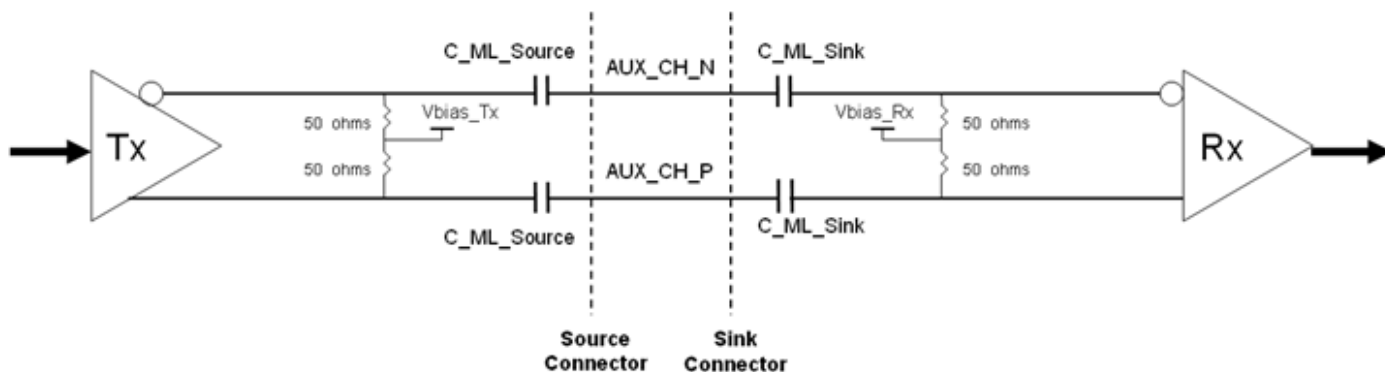 C_ML_Source
C_ML_Sink
AUX_CH_N
Vbias_Tx
Vbias_Rx
50 ohms
50 ohms
Tx
Rx
50 ohms
50 ohms
AUX_CH_P
C_ML_Source
C_ML_Sink
Source
Connector
Sink
Connector